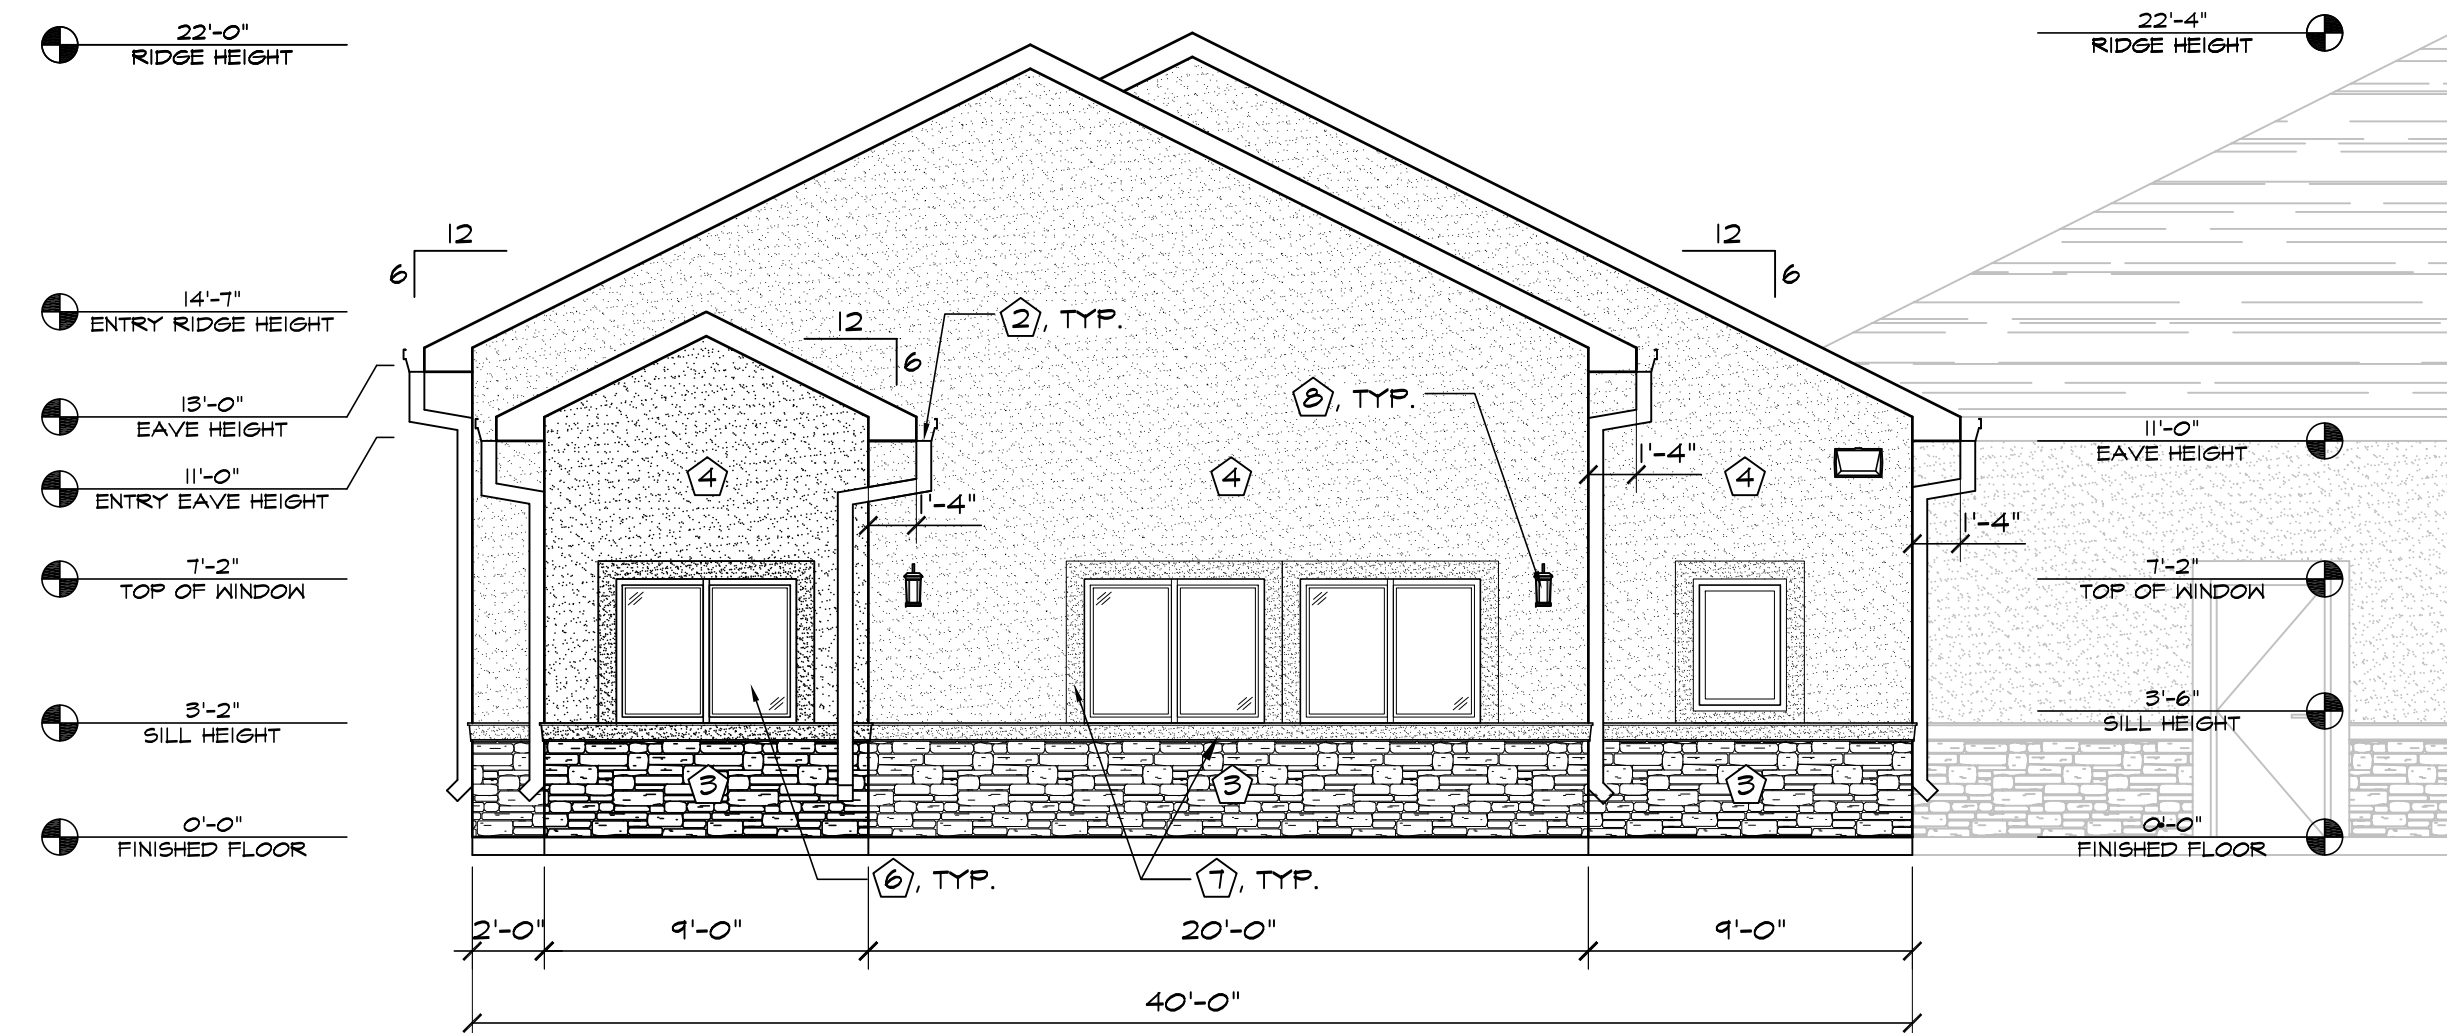 22'-0"
RIDGE HEIGHT
22'-4"
RIDGE HEIGHT
12
6
12
6
14'-7"
ENTRY RIDGE HEIGHT
12
6
2, TYP.
8, TYP.
13'-0"
EAVE HEIGHT
11'-0"
EAVE HEIGHT
1'-4"
4
4
4
11'-0"
ENTRY EAVE HEIGHT
1'-4"
1'-4"
7'-2"
TOP OF WINDOW
7'-2"
TOP OF WINDOW
3'-2"
SILL HEIGHT
3'-6"
SILL HEIGHT
3
3
3
0'-0"
FINISHED FLOOR
0'-0"
FINISHED FLOOR
6, TYP.
7, TYP.
2'-0"
9'-0"
20'-0"
9'-0"
40'-0"